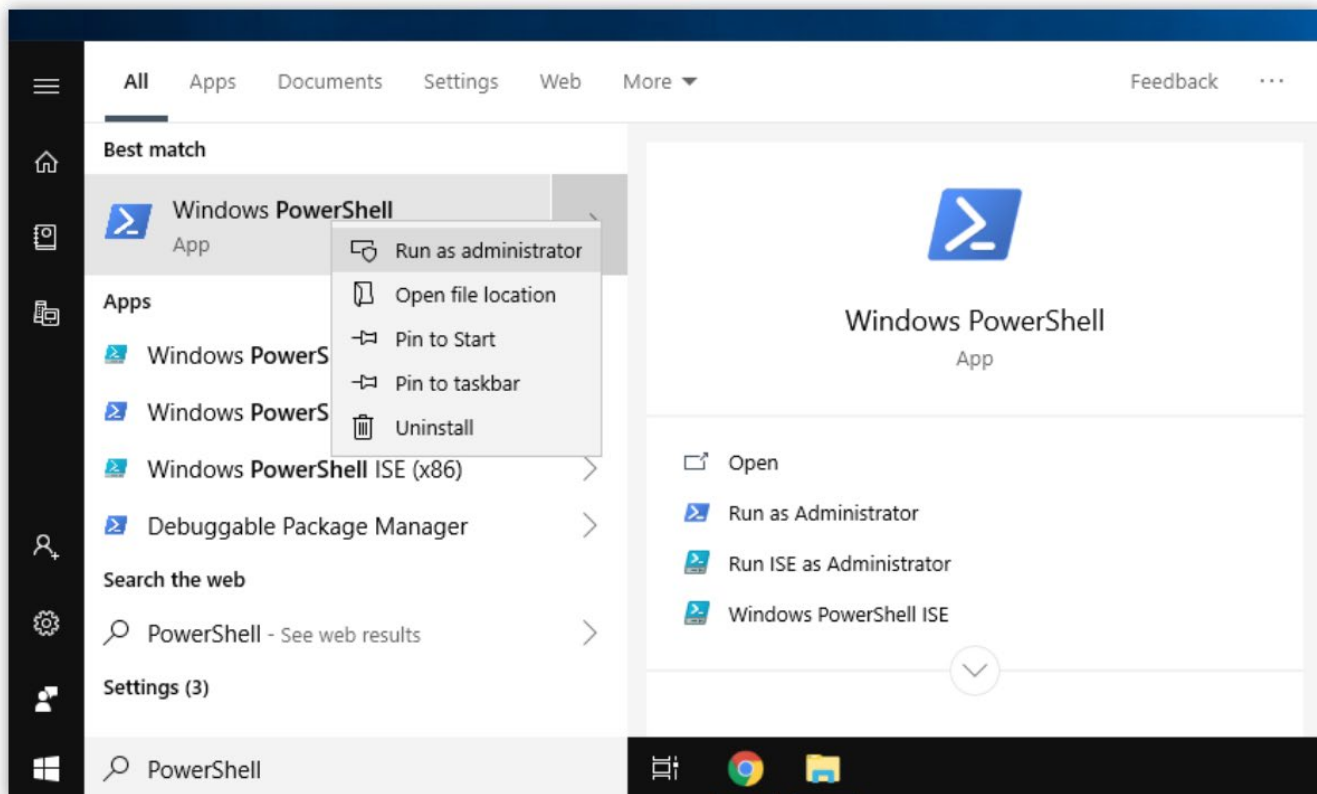 All Apps Documents Settings Web More Feedback ...
Best match
Windows PowerShell
App
Run as administrator
Open file location
Pin to Start
Pin to taskbar
Uninstall
Apps
Windows PowerS
Windows PowerS
Windows PowerShell ISE (x86)
Debuggable Package Manager
Search the web
PowerShell - See web results
Settings (3)
PowerShell
Windows PowerShell
App
Open
Run as Administrator
Run ISE as Administrator
Windows PowerShell ISE